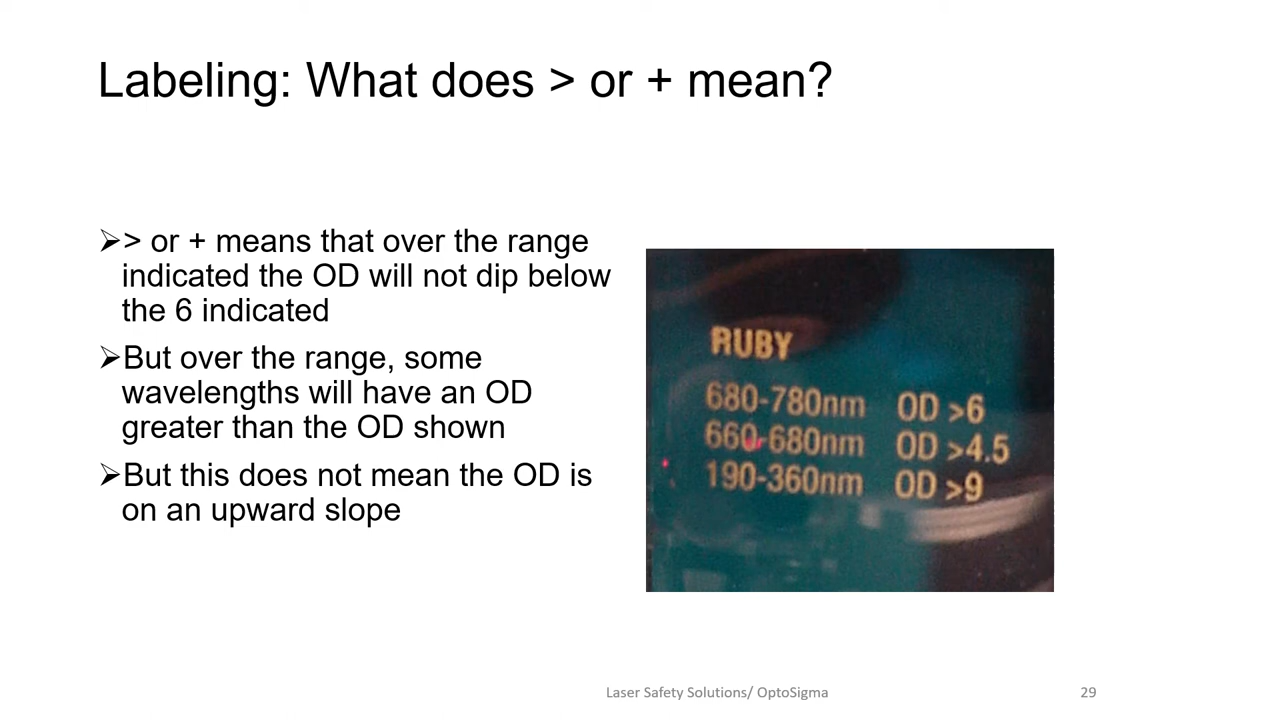 Labeling: What does > or + mean?
➢> or + means that over the range
indicated the OD will not dip below
the 6 indicated
➢But over the range, some
wavelengths will have an OD
greater than the OD shown
➢But this does not mean the OD is
on an upward slope
RUBY
680-780nm OD >6
660-680nm OD >4.5
190-360nm OD >9
Laser Safety Solutions/ OptoSigma 29